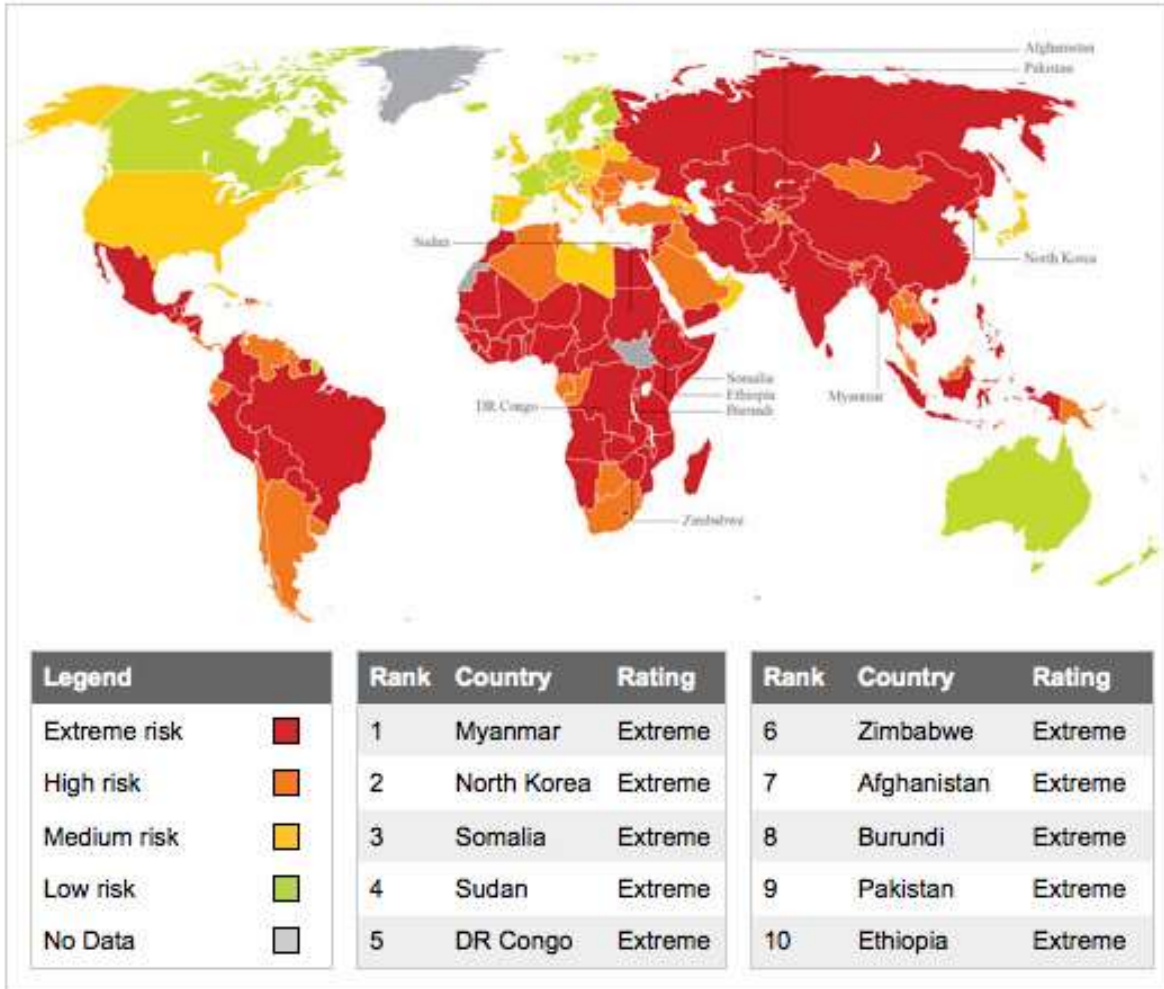 Afghanistan
Pakistan
Sudan
North Korea
Somalia
Ethiopia
Burundi
Myanmar
DR Congo
Zimbabwe
Legend
Extreme risk
High risk
Medium risk
Low risk
No Data
Rank Country Rating
1 Myanmar Extreme
2 North Korea Extreme
3 Somalia Extreme
4 Sudan Extreme
5 DR Congo Extreme
Rank Country Rating
6 Zimbabwe Extreme
7 Afghanistan Extreme
8 Burundi Extreme
9 Pakistan Extreme
10 Ethiopia Extreme